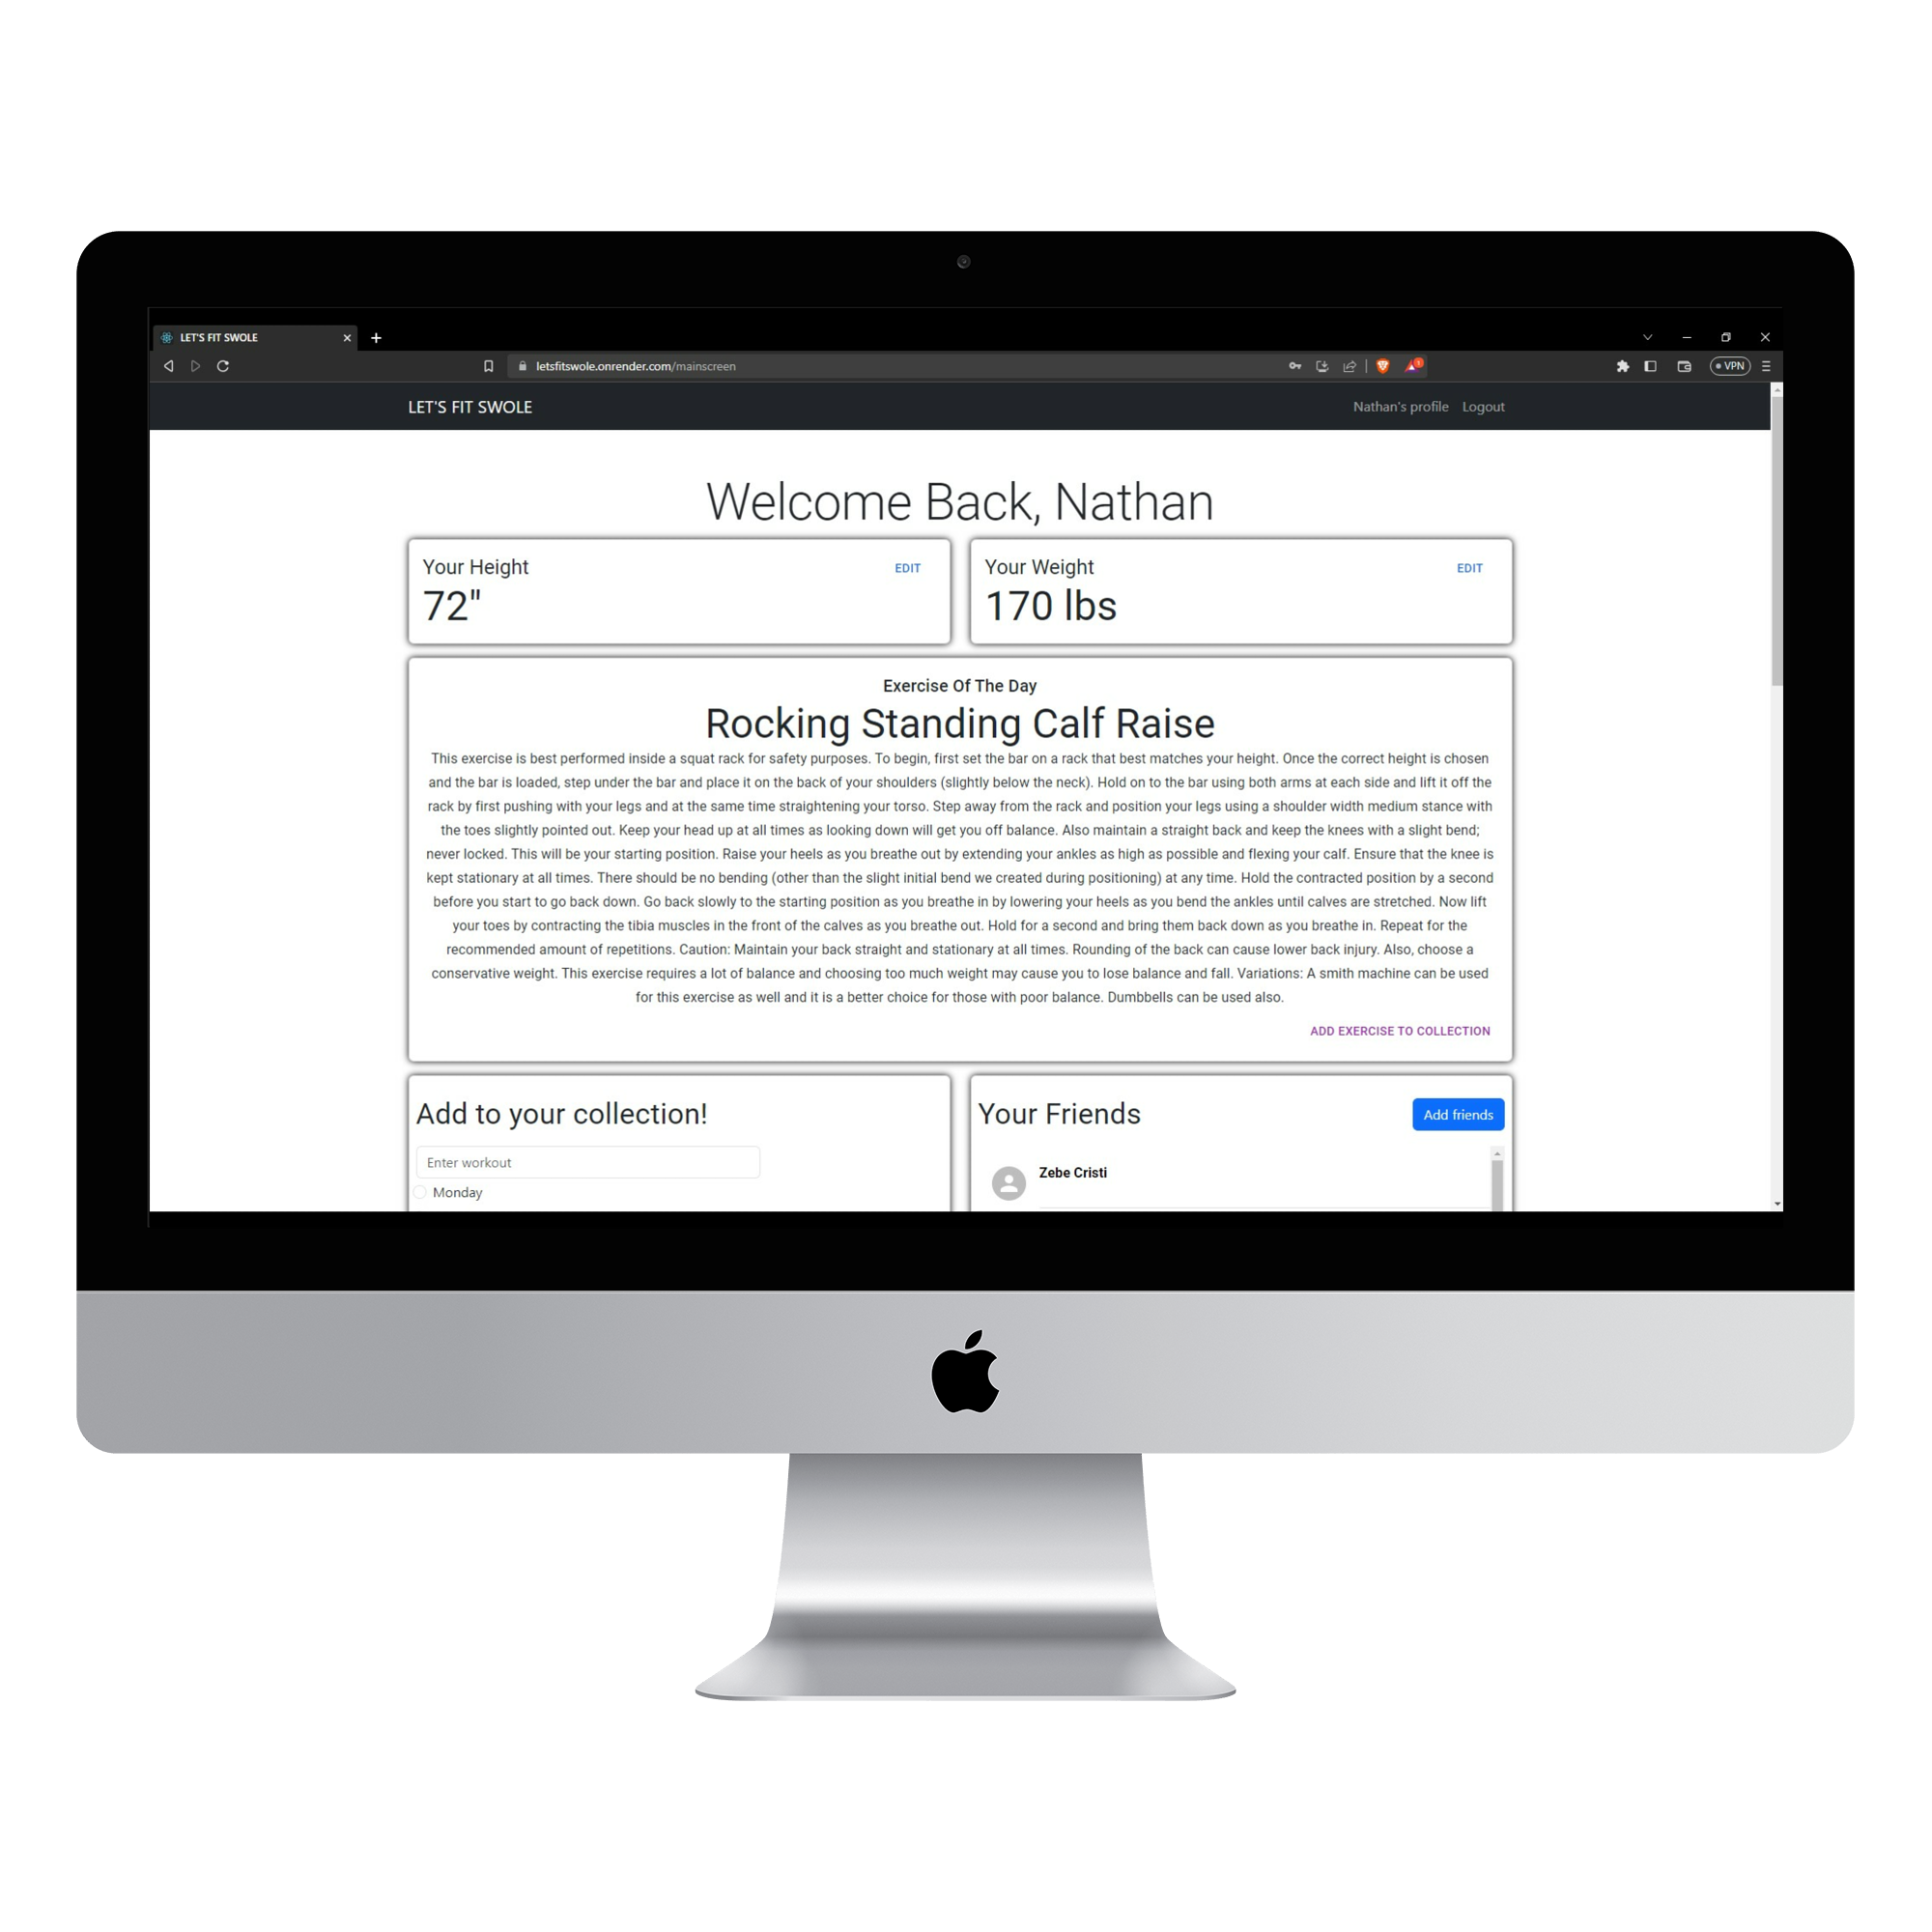 LET'S FIT SWOLE
letsfitswole.onrender.com/mainscreen
1
VPN
LET'S FIT SWOLE
Nathan's profile
Logout
Welcome Back, Nathan
Your Height
EDIT
72"
Your Weight
EDIT
170 lbs
Exercise Of The Day
Rocking Standing Calf Raise
This exercise is best performed inside a squat rack for safety purposes. To begin, first set the bar on a rack that best matches your height. Once the correct height is chosen
and the bar is loaded, step under the bar and place it on the back of your shoulders (slightly below the neck). Hold on to the bar using both arms at each side and lift it off the
rack by first pushing with your legs and at the same time straightening your torso. Step away from the rack and position your legs using a shoulder width medium stance with
the toes slightly pointed out. Keep your head up at all times as looking down will get you off balance. Also maintain a straight back and keep the knees with a slight bend;
never locked. This will be your starting position. Raise your heels as you breathe out by extending your ankles as high as possible and flexing your calf. Ensure that the knee is
kept stationary at all times. There should be no bending (other than the slight initial bend we created during positioning) at any time. Hold the contracted position by a second
before you start to go back down. Go back slowly to the starting position as you breathe in by lowering your heels as you bend the ankles until calves are stretched. Now lift
your toes by contracting the tibia muscles in the front of the calves as you breathe out. Hold for a second and bring them back down as you breathe in. Repeat for the
recommended amount of repetitions. Caution: Maintain your back straight and stationary at all times. Rounding of the back can cause lower back injury. Also, choose a
conservative weight. This exercise requires a lot of balance and choosing too much weight may cause you to lose balance and fall. Variations: A smith machine can be used
for this exercise as well and it is a better choice for those with poor balance. Dumbbells can be used also.
ADD EXERCISE TO COLLECTION
Add to your collection!
Enter workout
Monday
Your Friends
Add friends
Zebe Cristi